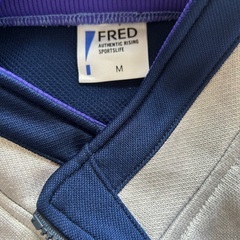 FRED
AUTHENTIC RISING
SPORTSLIFE
M